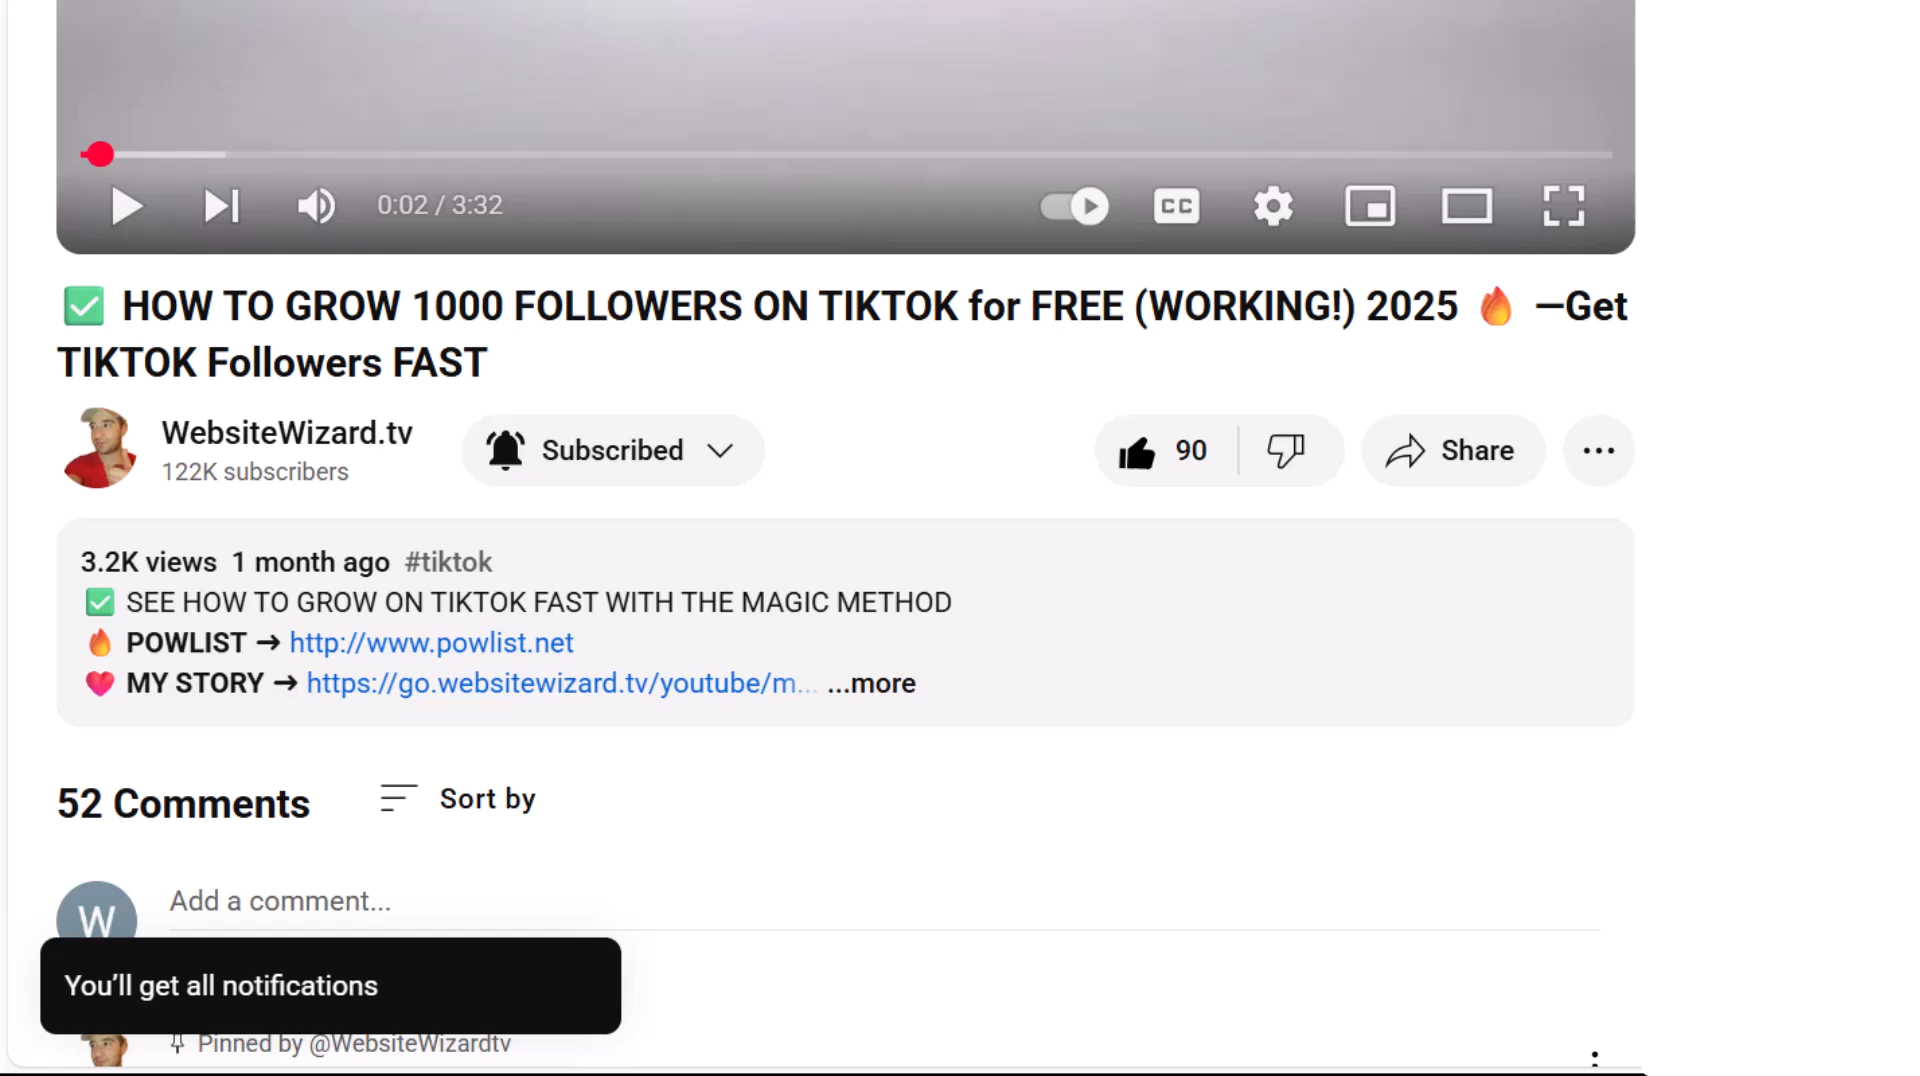 0:02 / 3:32
CC
✅ HOW TO GROW 1000 FOLLOWERS ON TIKTOK for FREE (WORKING!) 2025 🔥 —Get
TIKTOK Followers FAST
WebsiteWizard.tv
122K subscribers
Subscribed
90
Share
3.2K views 1 month ago #tiktok
✅ SEE HOW TO GROW ON TIKTOK FAST WITH THE MAGIC METHOD
🔥 POWLIST → http://www.powlist.net
❤️ MY STORY → https://go.websitewizard.tv/youtube/m... ...more
52 Comments
Sort by
W
Add a comment...
You’ll get all notifications
Pinned by @WebsiteWizardtv